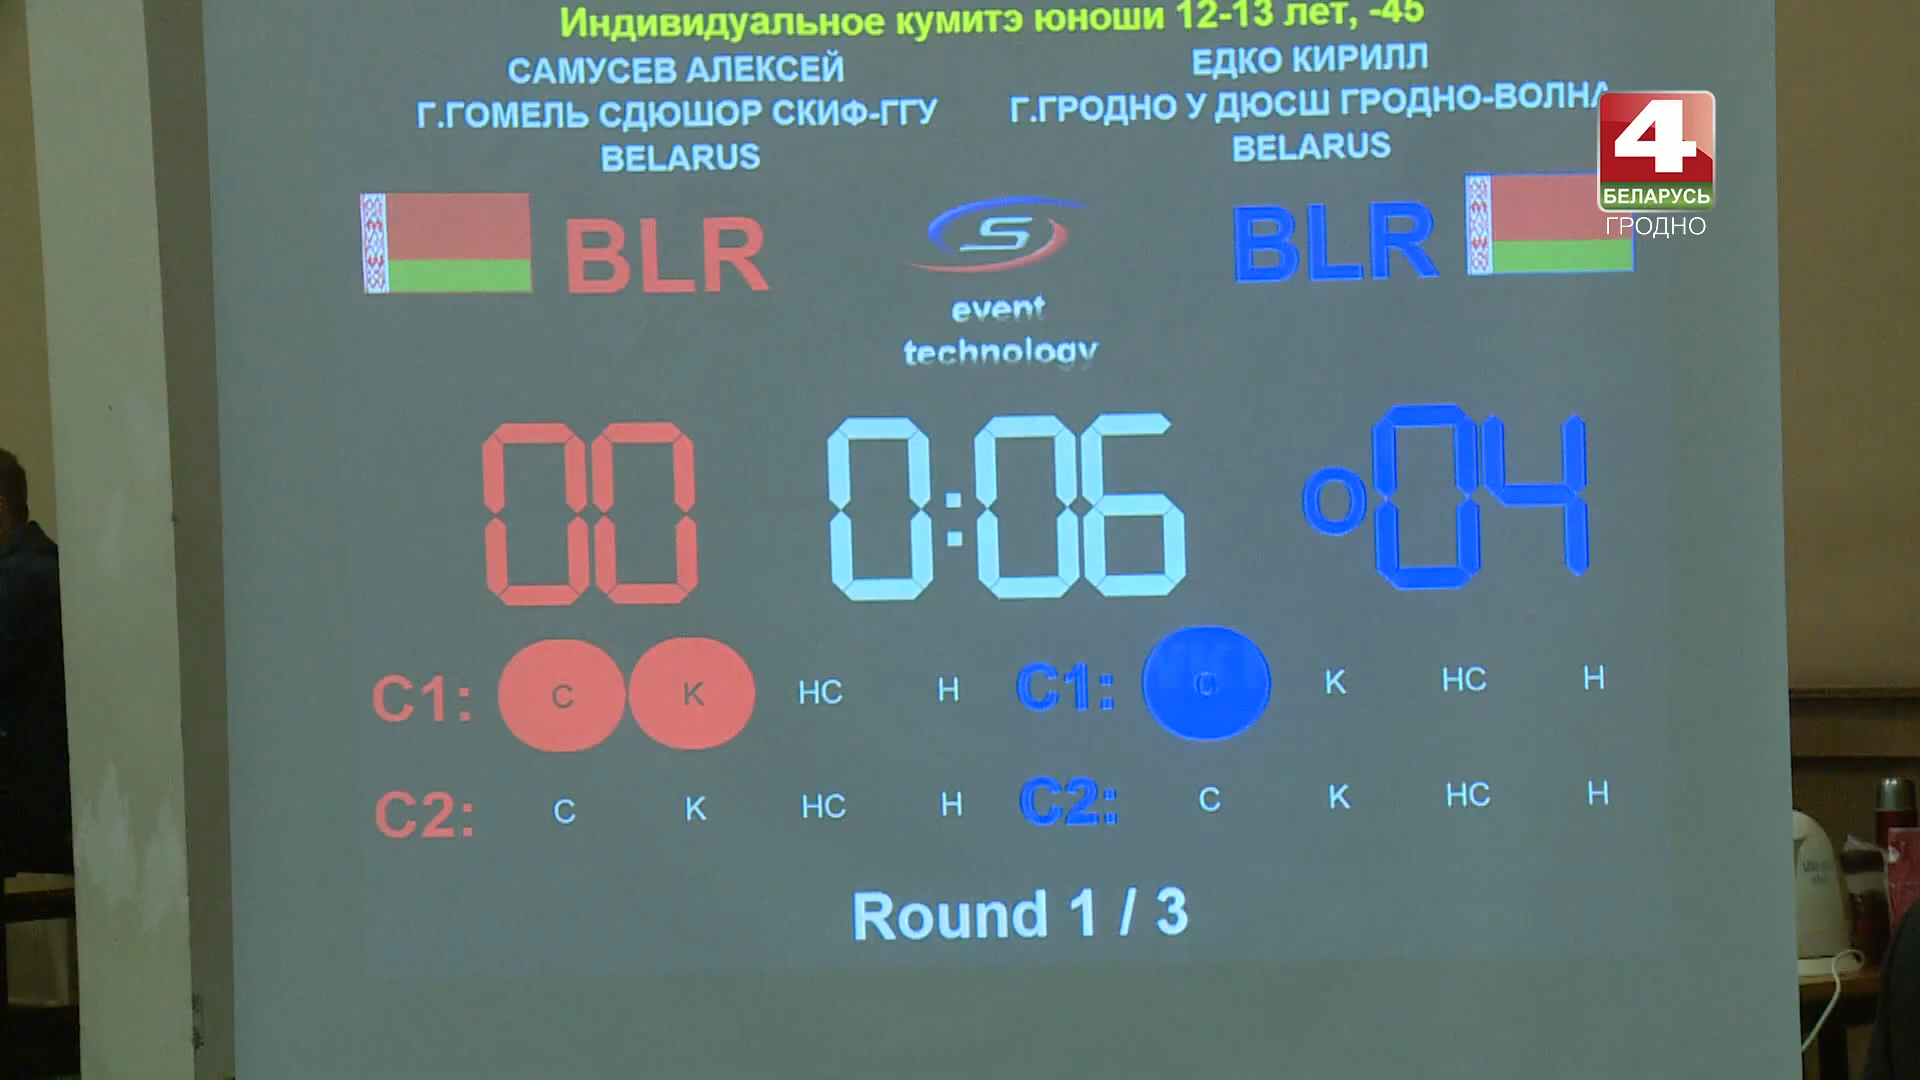 Индивидуальное кумитэ юноши 12-13 лет, -45
САМУСЕВ АЛЕКСЕЙ
Г.ГОМЕЛЬ СДЮШОР СКИФ-ГГУ
BELARUS
ЕДКО КИРИЛЛ
Г.ГРОДНО У ДЮСШ ГРОДНО-ВОЛНА
BELARUS
4
БЕЛАРУСЬ
ГРОДНО
BLR
S
event
technology
BLR
00
0:06
O 04
C1: C K HC H
C1: C K HC H
C2: C K HC H
C2: C K HC H
Round 1 / 3